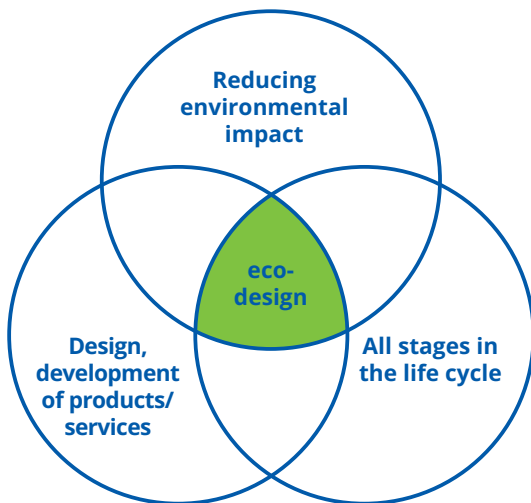 Reducing
environmental
impact
eco-
design
Design,
development
of products/
services
All stages in
the life cycle